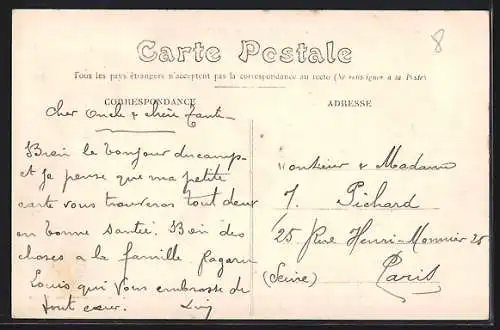 8
Carte Postale
Tous les pays étrangers n'acceptent pas la correspondance au recto (Se renseigner à la Poste)
CORRESPONDANCE
ADRESSE
Cher Oncle & chère Tante
Bien le bonjour du camp
et je pense que ma petite
carte vous trouveras tout deux
en bonne santée. Bien des
choses a la famille
Louis qui vous embrasse de
tout cœur.
Monsieur & Madame
J. Pichard
25 Rue Henri-Monnier 25
Paris
(Seine)